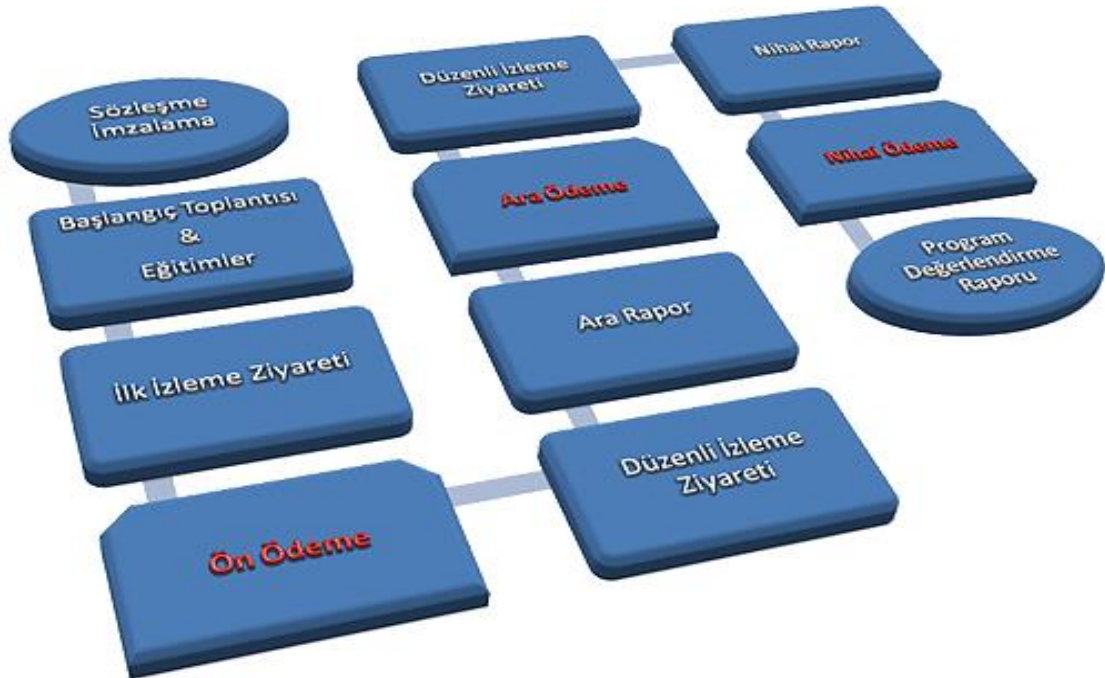 Sözleşme
İmzalama
Başlangıç Toplantısı
&
Eğitimler
İlk İzleme Ziyareti
Ön Ödeme
Düzenli İzleme
Ziyareti
Ara Rapor
Ara Ödeme
Düzenli İzleme
Ziyareti
Nihai Rapor
Nihai Ödeme
Program
Değerlendirme
Raporu